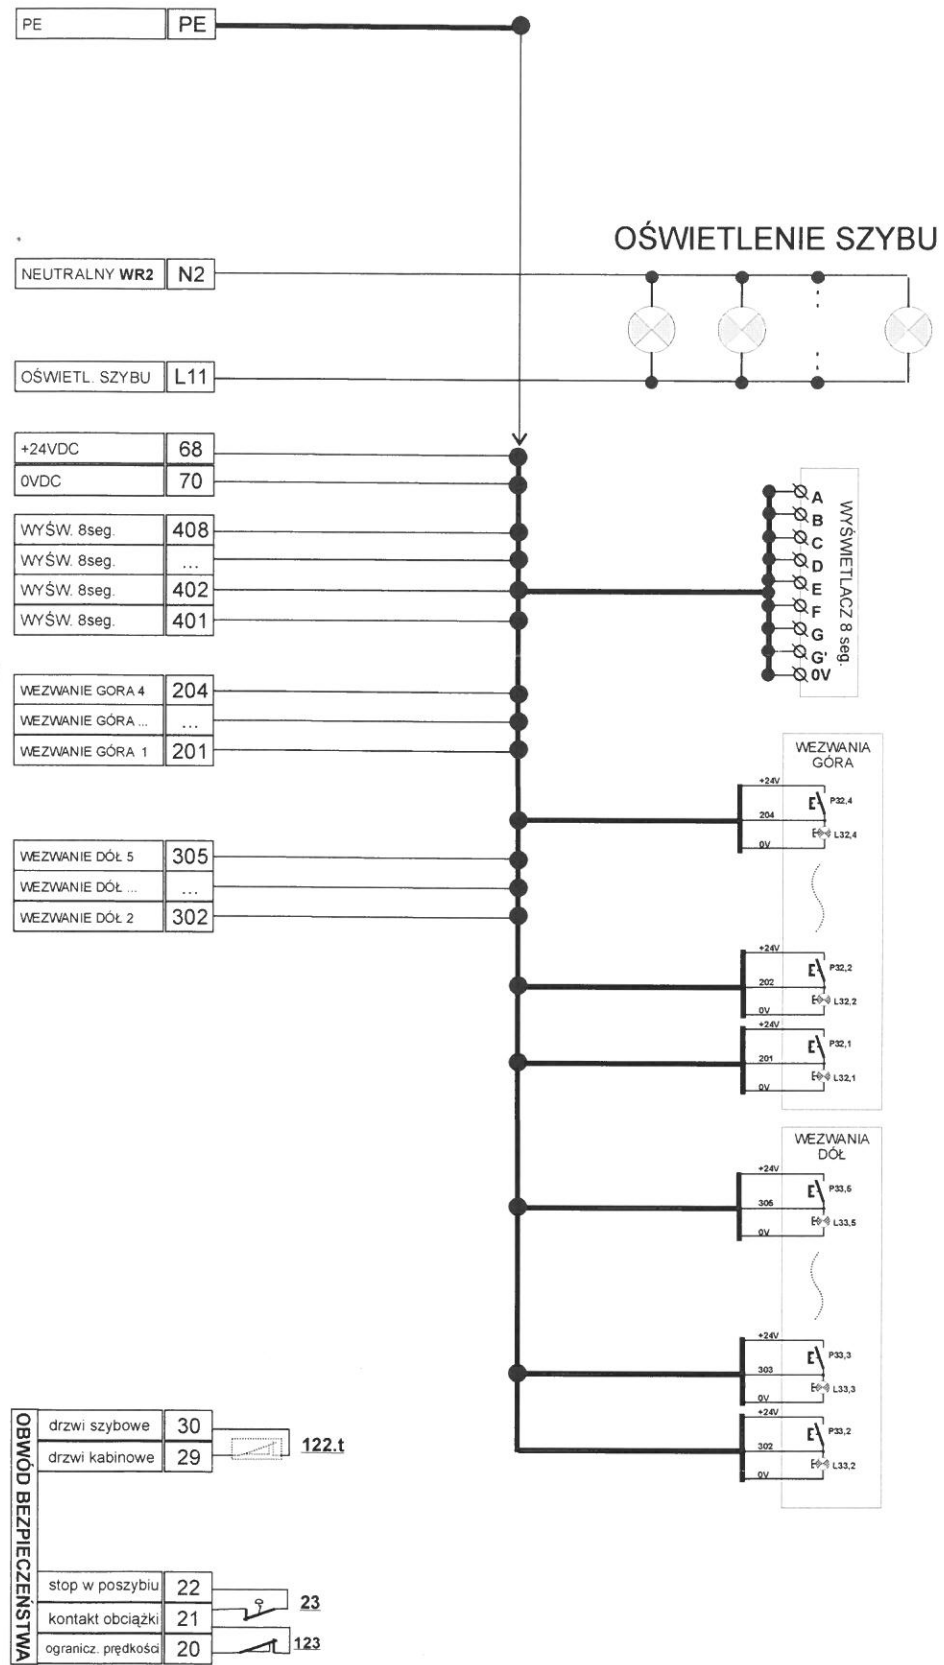 PE PE
OŚWIETLENIE SZYBU
NEUTRALNY WR2 N2
OŚWIETL. SZYBU L11
+24VDC 68
0VDC 70
WYŚW. 8seg. 408
WYŚW. 8seg. ...
WYŚW. 8seg. 402
WYŚW. 8seg. 401
A
B
C
D
E
F
G
G'
0V
WYŚWIETLACZ 8 seg.
WEZWANIE GORA 4 204
WEZWANIE GÓRA ... ...
WEZWANIE GÓRA 1 201
WEZWANIA
GÓRA
+24V
P32,4
204
L32,4
0V
WEZWANIE DÓŁ 5 305
WEZWANIE DÓŁ ... ...
WEZWANIE DÓŁ 2 302
+24V
P32,2
202
L32,2
0V
+24V
P32,1
201
L32,1
0V
WEZWANIA
DÓŁ
+24V
P33,5
305
L33,5
0V
+24V
P33,3
303
L33,3
0V
+24V
P33,2
302
L33,2
0V
OBWÓD BEZPIECZEŃSTWA
drzwi szybowe 30
drzwi kabinowe 29
122.t
stop w poszybiu 22
kontakt obciążki 21
ogranicz. prędkości 20
23
123